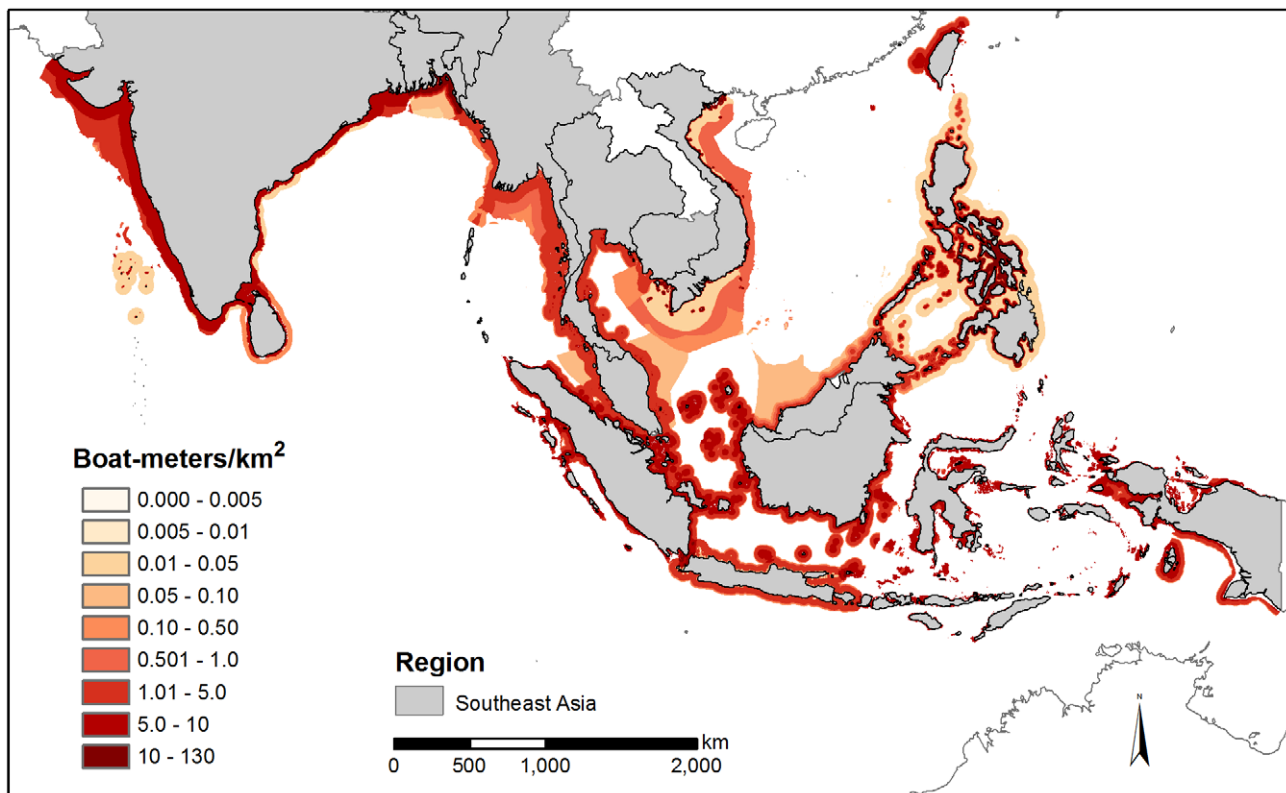 Boat-meters/km²
0.000 - 0.005
0.005 - 0.01
0.01 - 0.05
0.05 - 0.10
0.10 - 0.50
0.501 - 1.0
1.01 - 5.0
5.0 - 10
10 - 130
Region
Southeast Asia
km
0 500 1,000 2,000
N